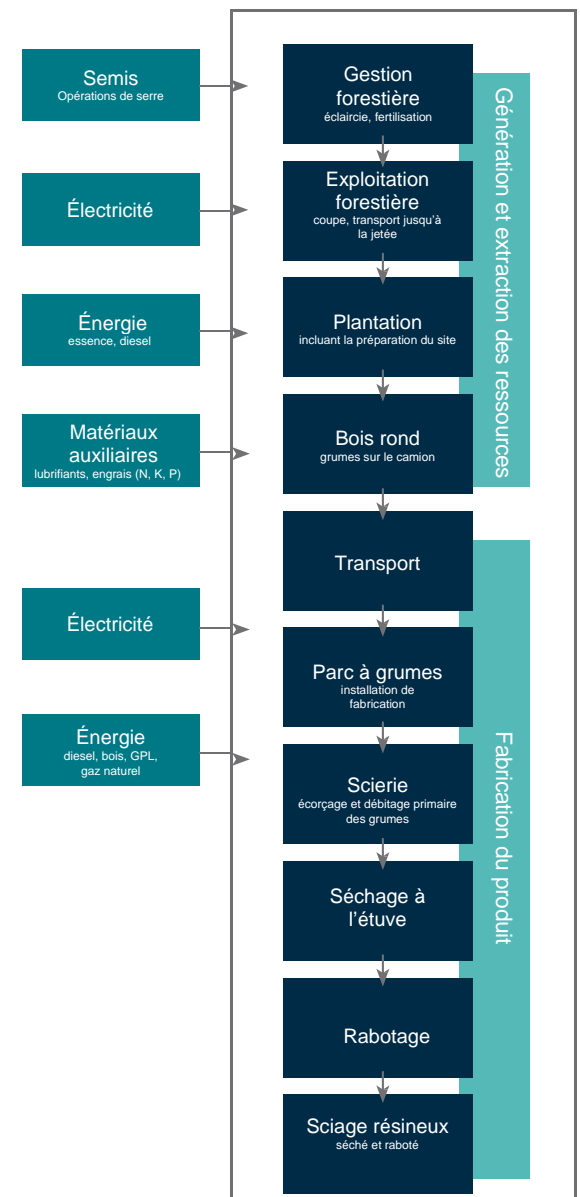 Semis
Opérations de serre
Électricité
Énergie
essence, diesel
Matériaux
auxiliaires
lubrifiants, engrais (N, K, P)
Électricité
Énergie
diesel, bois, GPL,
gaz naturel
Gestion
forestière
éclaircie, fertilisation
Exploitation
forestière
coupe, transport jusqu’à
la jetée
Plantation
incluant la préparation du site
Bois rond
grumes sur le camion
Transport
Parc à grumes
installation de
fabrication
Scierie
écorçage et débitage primaire
des grumes
Séchage à
l’étuve
Rabotage
Sciage résineux
séché et raboté
Génération et extraction des ressources
Fabrication du produit